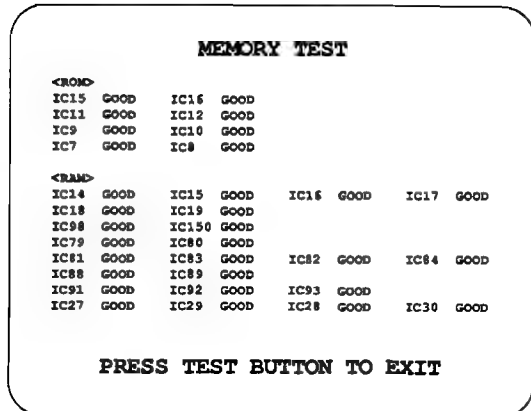 MEMORY TEST
<ROM>
IC15 GOOD IC16 GOOD
IC11 GOOD IC12 GOOD
IC9 GOOD IC10 GOOD
IC7 GOOD IC8 GOOD
<RAM>
IC14 GOOD IC15 GOOD IC16 GOOD IC17 GOOD
IC18 GOOD IC19 GOOD
IC98 GOOD IC150 GOOD
IC79 GOOD IC80 GOOD
IC81 GOOD IC83 GOOD IC82 GOOD IC84 GOOD
IC88 GOOD IC89 GOOD
IC91 GOOD IC92 GOOD IC93 GOOD
IC27 GOOD IC29 GOOD IC28 GOOD IC30 GOOD
PRESS TEST BUTTON TO EXIT